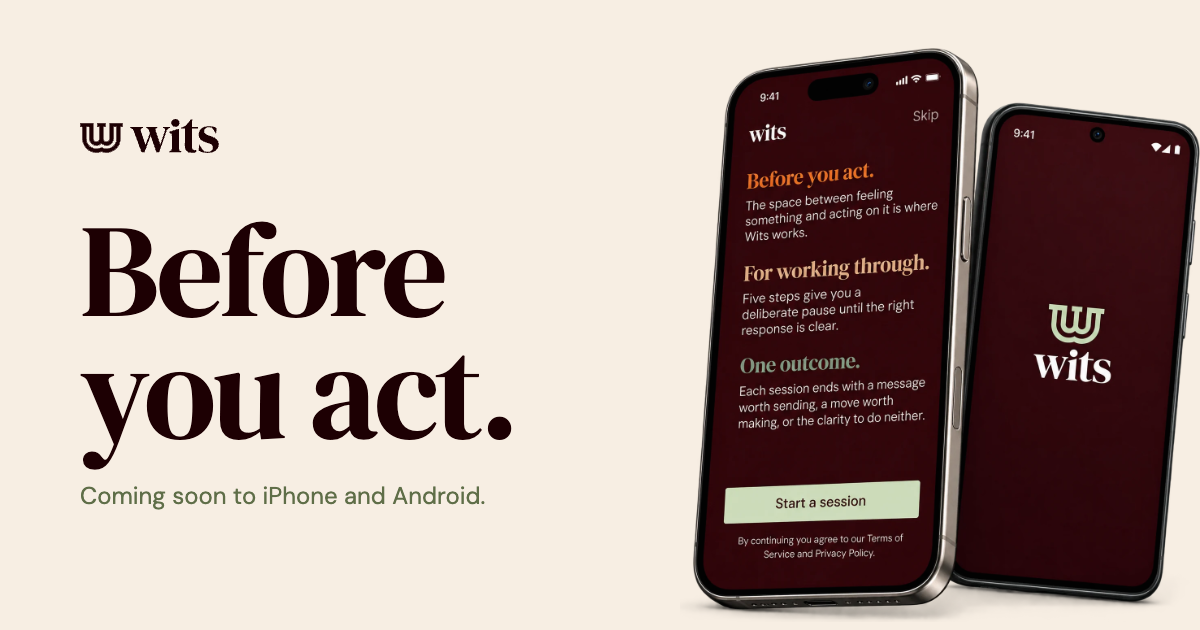 wits
Before
you act.
Coming soon to iPhone and Android.
9:41
Skip
wits
Before you act.
The space between feeling
something and acting on it is where
Wits works.
For working through.
Five steps give you a
deliberate pause until the right
response is clear.
One outcome.
Each session ends with a message
worth sending, a move worth
making, or the clarity to do neither.
Start a session
By continuing you agree to our Terms of
Service and Privacy Policy.
9:41
wits